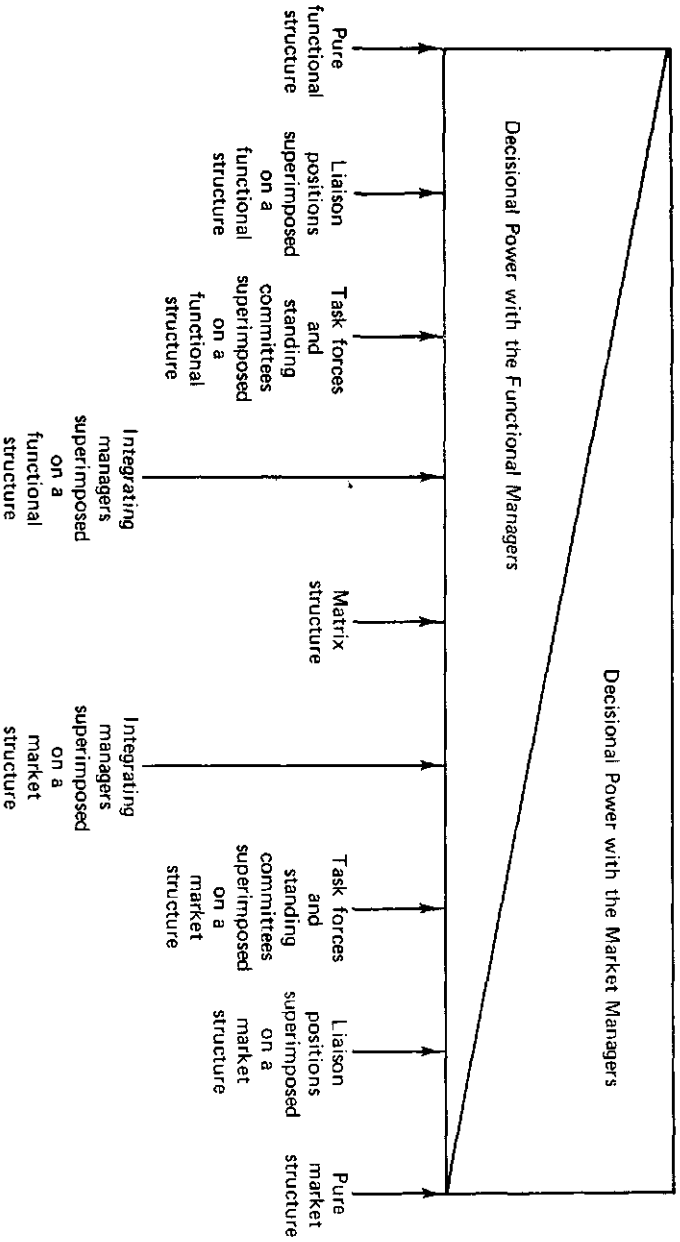 Decisional Power with the Market Managers
Decisional Power with the Functional Managers
Pure
functional
structure
Liaison
positions
superimposed
on a
functional
structure
Task forces
and
standing
committees
superimposed
on a
functional
structure
Integrating
managers
superimposed
on a
functional
structure
Matrix
structure
Integrating
managers
superimposed
on a
market
structure
Task forces
and
standing
committees
superimposed
on a
market
structure
Liaison
positions
superimposed
on a
market
structure
Pure
market
structure